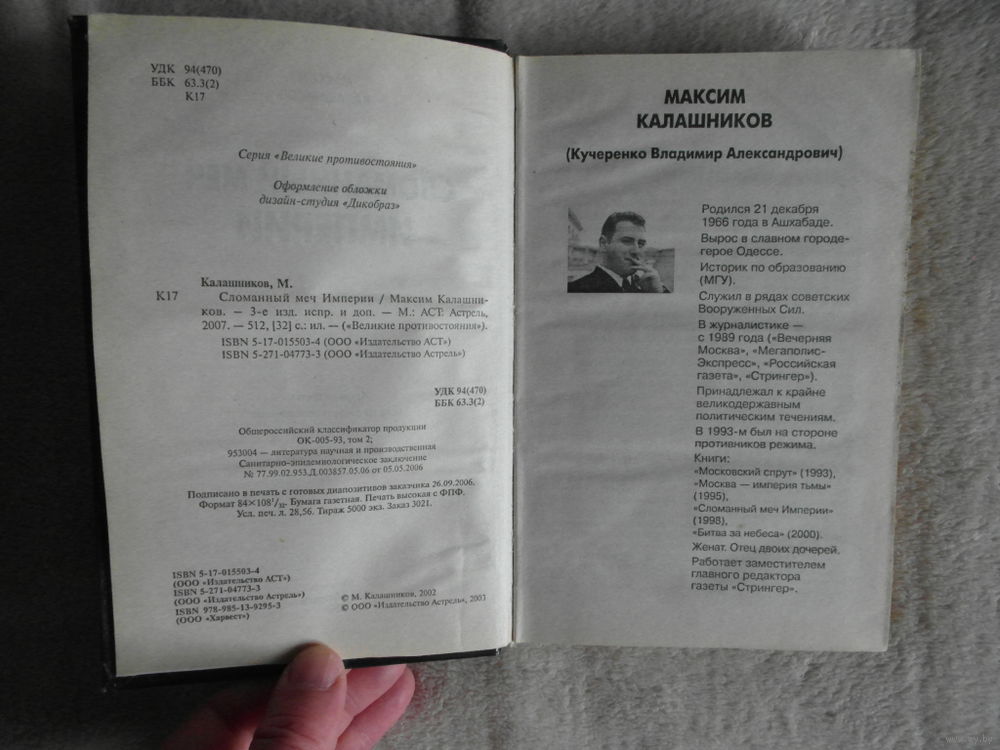 УДК 94(470)
ББК 63.3(2)
К17
Серия «Великие противостояния»
Оформление обложки
дизайн-студия «Дикобраз»
Калашников, М.
К17 Сломанный меч Империи / Максим Калашни-
ков. — 3-е изд. испр. и доп. — М.: АСТ: Астрель,
2007. — 512, [32] с.: ил. — («Великие противостояния»).
ISBN 5-17-015503-4 (ООО «Издательство АСТ»)
ISBN 5-271-04773-3 (ООО «Издательство Астрель»)
УДК 94(470)
ББК 63.3(2)
Общероссийский классификатор продукции
ОК-005-93, том 2;
953004 — литература научная и производственная
Санитарно-эпидемиологическое заключение
№ 77.99.02.953.Д.003857.05.06 от 05.05.2006
Подписано в печать с готовых диапозитивов заказчика 26.09.2006.
Формат 84×108¹/₃₂. Бумага газетная. Печать высокая с ФПФ.
Усл. печ. л. 28,56. Тираж 5000 экз. Заказ 3021.
ISBN 5-17-015503-4
(ООО «Издательство АСТ»)
ISBN 5-271-04773-3
(ООО «Издательство Астрель»)
ISBN 978-985-13-9295-3
(ООО «Харвест»)
© М. Калашников, 2002
© ООО «Издательство Астрель», 2003
МАКСИМ
КАЛАШНИКОВ
(Кучеренко Владимир Александрович)
Родился 21 декабря
1966 года в Ашхабаде.
Вырос в славном городе-
герое Одессе.
Историк по образованию
(МГУ).
Служил в рядах советских
Вооруженных Сил.
В журналистике —
с 1989 года («Вечерняя
Москва», «Мегаполис-
Экспресс», «Российская
газета», «Стрингер»).
Принадлежал к крайне
великодержавным
политическим течениям.
В 1993-м был на стороне
противников режима.
Книги:
«Московский спрут» (1993),
«Москва — империя тьмы»
(1995),
«Сломанный меч Империи»
(1998),
«Битва за небеса» (2000).
Женат. Отец двоих дочерей.
Работает заместителем
главного редактора
газеты «Стрингер».